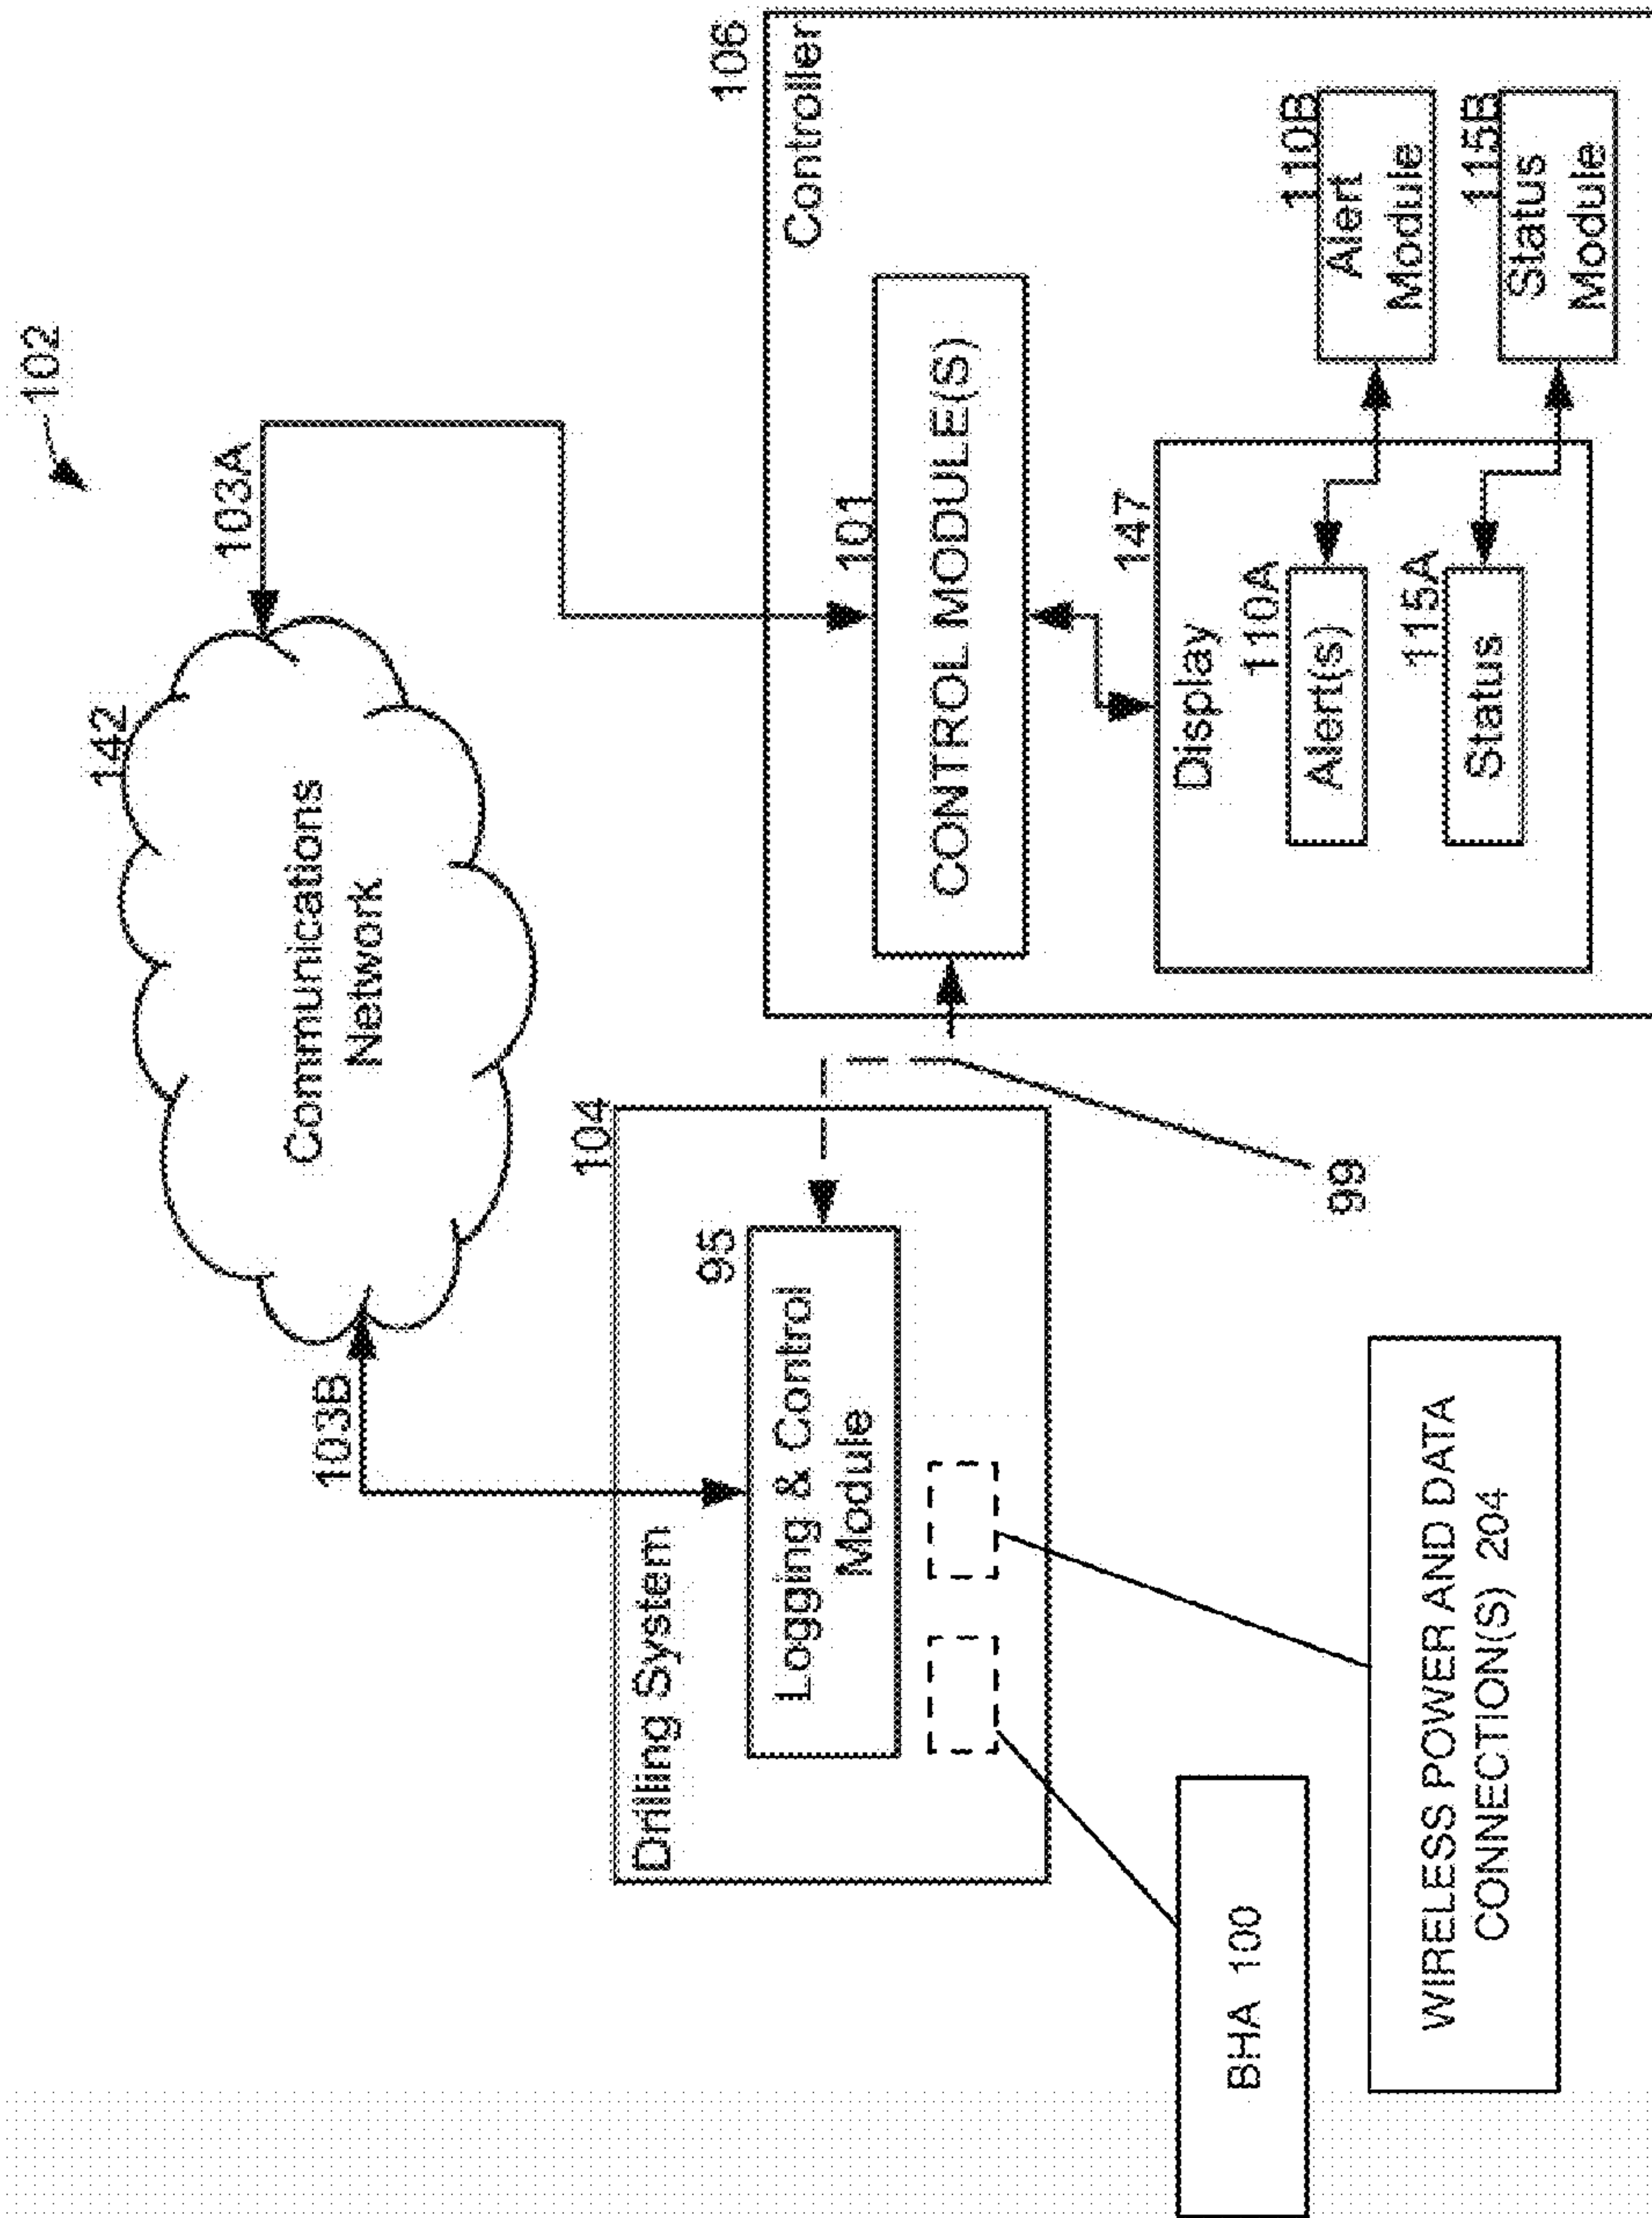 102
142
Communications
Network
103A
103B
104
Drilling System
95
Logging & Control
Module
BHA 100
WIRELESS POWER AND DATA
CONNECTION(S) 204
99
106
Controller
101
CONTROL MODULE(S)
147
Display
110A
Alert(s)
115A
Status
110B
Alert
Module
115B
Status
Module